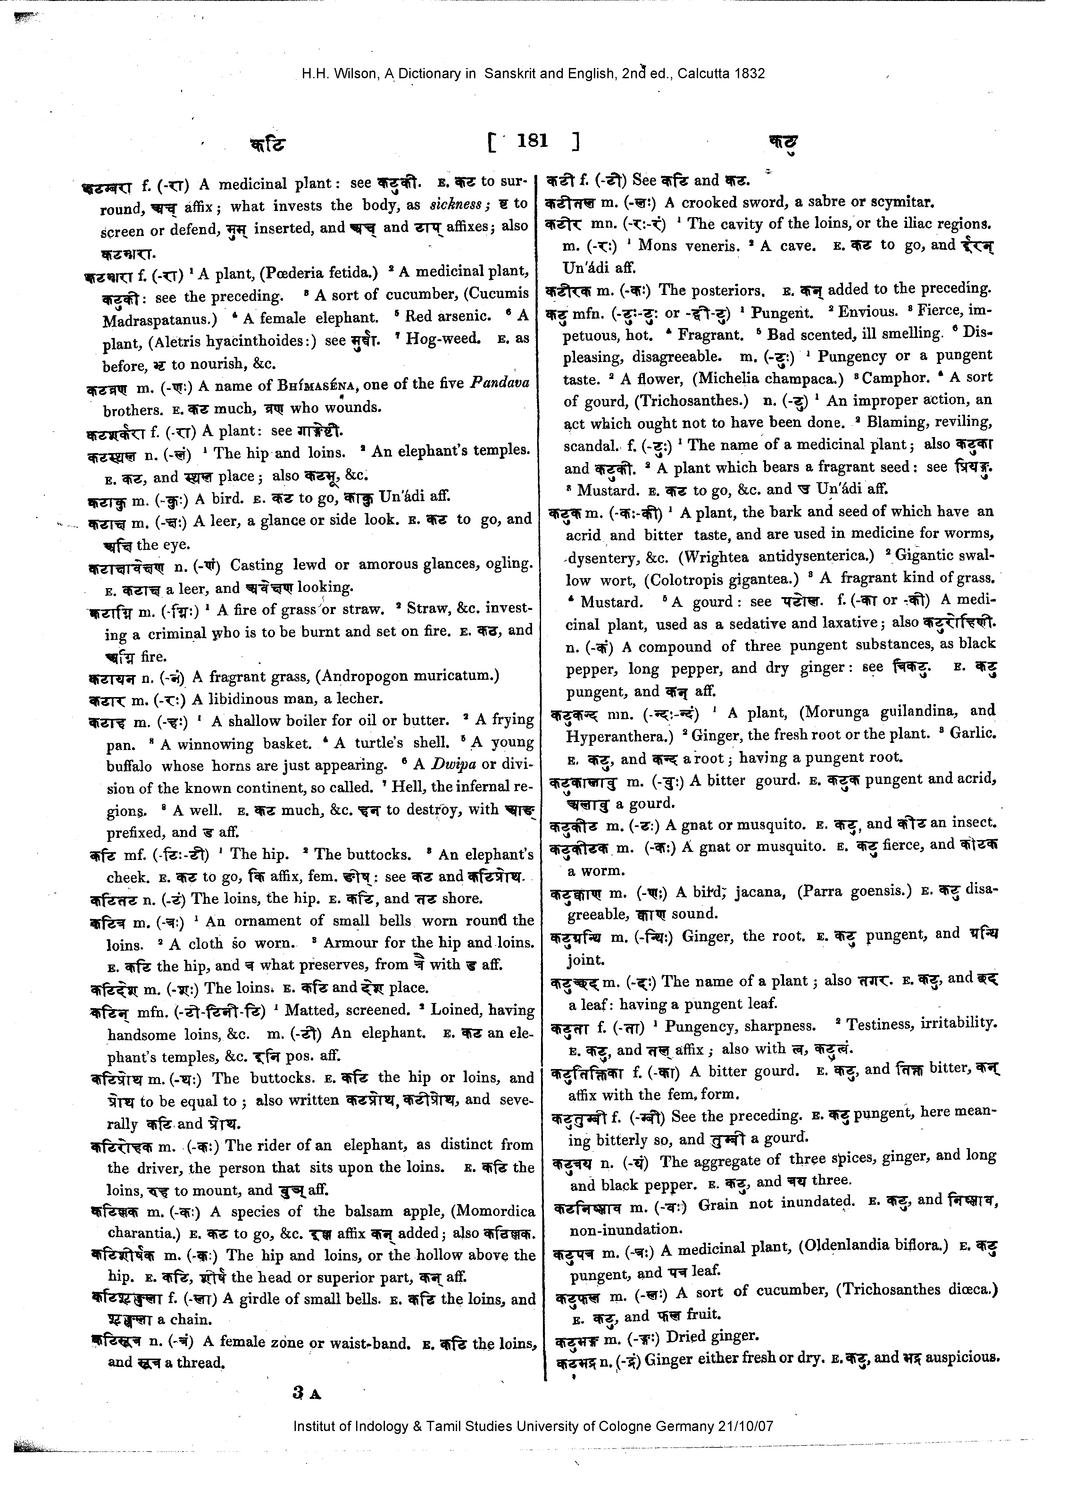 H.H. Wilson, A Dictionary in Sanskrit and English, 2nd ed., Calcutta 1832
कटि [ 181 ] कटु
कटम्वरा f. (-रा) A medicinal plant: see कटुकी. E. कट to sur-
round, अच् affix; what invests the body, as sickness; वृ to
screen or defend, मुम् inserted, and अच् and टाप् affixes; also
कटम्भरा.
कटम्भरा f. (-रा) ¹ A plant, (Pœderia fetida.) ² A medicinal plant,
कटुकी: see the preceding. ³ A sort of cucumber, (Cucumis
Madraspatanus.) ⁴ A female elephant. ⁵ Red arsenic. ⁶ A
plant, (Aletris hyacinthoides:) see मूर्षा. ⁷ Hog-weed. E. as
before, भृ to nourish, &c.
कटव्रण m. (-णः) A name of BHÍMASÉNA, one of the five Pandava
brothers. E. कट much, व्रण who wounds.
कटशर्करा f. (-रा) A plant: see गाङ्गेष्टी.
कटस्थल n. (-लं) ¹ The hip and loins. ² An elephant's temples.
E. कट, and स्थल place; also कटभू, &c.
कटाकु m. (-कुः) A bird. E. कट to go, काकु Un'ádi aff.
कटाक्ष m. (-क्षः) A leer, a glance or side look. E. कट to go, and
अक्षि the eye.
कटाक्षावेक्षण n. (-णं) Casting lewd or amorous glances, ogling.
E. कटाक्ष a leer, and अवेक्षण looking.
कटाग्नि m. (-ग्निः) ¹ A fire of grass or straw. ² Straw, &c. invest-
ing a criminal who is to be burnt and set on fire. E. कट, and
अग्नि fire.
कटायन n. (-नं) A fragrant grass, (Andropogon muricatum.)
कटार m. (-रः) A libidinous man, a lecher.
कटाह m. (-हः) ¹ A shallow boiler for oil or butter. ² A frying
pan. ³ A winnowing basket. ⁴ A turtle's shell. ⁵ A young
buffalo whose horns are just appearing. ⁶ A Dwipa or divi-
sion of the known continent, so called. ⁷ Hell, the infernal re-
gions. ⁸ A well. E. कट much, &c. हन to destroy, with आङ्
prefixed, and ड aff.
कटि mf. (-टिः-टी) ¹ The hip. ² The buttocks. ³ An elephant's
cheek. E. कट to go, कि affix, fem. ङीष्: see कट and कटिप्रोथ.
कटितट n. (-टं) The loins, the hip. E. कटि, and तट shore.
कटित्र m. (-त्रः) ¹ An ornament of small bells worn round the
loins. ² A cloth so worn. ³ Armour for the hip and loins.
E. कटि the hip, and त्र what preserves, from त्रै with ड aff.
कटिदेश m. (-शः) The loins. E. कटि and देश place.
कटिन् mfn. (-टी-टिनी-टि) ¹ Matted, screened. ² Loined, having
handsome loins, &c. m. (-टी) An elephant. E. कट an ele-
phant's temples, &c. इनि pos. aff.
कटिप्रोथ m. (-थः) The buttocks. E. कटि the hip or loins, and
प्रोथ to be equal to; also written कटप्रोथ, कटीप्रोथ, and seve-
rally कटि and प्रोथ.
कटिरोहक m. (-कः) The rider of an elephant, as distinct from
the driver, the person that sits upon the loins. E. कटि the
loins, रुह to mount, and वुञ् aff.
कटिल्लक m. (-कः) A species of the balsam apple, (Momordica
charantia.) E. कट to go, &c. इल्ल affix कन् added; also कठिल्लक.
कटिशीर्षक m. (-कः) The hip and loins, or the hollow above the
hip. E. कटि, शीर्ष the head or superior part, कन् aff.
कटिशृङ्खला f. (-ला) A girdle of small bells. E. कटि the loins, and
शृङ्खला a chain.
कटिसूत्र n. (-त्रं) A female zone or waist-band. E. कटि the loins,
and सूत्र a thread.
3 A
कटी f. (-टी) See कटि and कट.
कटीतल m. (-लः) A crooked sword, a sabre or scymitar.
कटीर mn. (-रः-रं) ¹ The cavity of the loins, or the iliac regions.
m. (-रः) ¹ Mons veneris. ² A cave. E. कट to go, and ईरन्
Un'ádi aff.
कटीरक m. (-कः) The posteriors. E. कन् added to the preceding.
कटु mfn. (-टुः-टुः or -ट्वी-टु) ¹ Pungent. ² Envious. ³ Fierce, im-
petuous, hot. ⁴ Fragrant. ⁵ Bad scented, ill smelling. ⁶ Dis-
pleasing, disagreeable. m. (-टुः) ¹ Pungency or a pungent
taste. ² A flower, (Michelia champaca.) ³ Camphor. ⁴ A sort
of gourd, (Trichosanthes.) n. (-टु) ¹ An improper action, an
act which ought not to have been done. ² Blaming, reviling,
scandal. f. (-टुः) ¹ The name of a medicinal plant; also कटुका
and कटुकी. ² A plant which bears a fragrant seed: see प्रियङ्गु.
³ Mustard. E. कट to go, &c. and उ Un'ádi aff.
कटुक m. (-कः-की) ¹ A plant, the bark and seed of which have an
acrid and bitter taste, and are used in medicine for worms,
dysentery, &c. (Wrightea antidysenterica.) ² Gigantic swal-
low wort, (Colotropis gigantea.) ³ A fragrant kind of grass.
⁴ Mustard. ⁵ A gourd: see पटोल. f. (-का or -की) A medi-
cinal plant, used as a sedative and laxative; also कटुरोहिणी.
n. (-कं) A compound of three pungent substances, as black
pepper, long pepper, and dry ginger: see त्रिकटु. E. कटु
pungent, and कन् aff.
कटुकन्द mn. (-न्दः-न्दं) ¹ A plant, (Morunga guilandina, and
Hyperanthera.) ² Ginger, the fresh root or the plant. ³ Garlic.
E. कटु, and कन्द a root; having a pungent root.
कटुकालाबु m. (-बुः) A bitter gourd. E. कटुक pungent and acrid,
अलाबु a gourd.
कटुकीट m. (-टः) A gnat or musquito. E. कटु, and कीट an insect.
कटुकीटक m. (-कः) A gnat or musquito. E. कटु fierce, and कीटक
a worm.
कटुक्वाण m. (-णः) A bird; jacana, (Parra goensis.) E. कटु disa-
greeable, क्वाण sound.
कटुग्रन्थि m. (-न्थिः) Ginger, the root. E. कटु pungent, and ग्रन्थि
joint.
कटुच्छद m. (-दः) The name of a plant; also तगर. E. कटु, and छद
a leaf: having a pungent leaf.
कटुता f. (-ता) ¹ Pungency, sharpness. ² Testiness, irritability.
E. कटु, and तल् affix; also with त्व, कटुत्वं.
कटुतिक्तिका f. (-का) A bitter gourd. E. कटु, and तिक्त bitter, कन्
affix with the fem. form.
कटुतुम्बी f. (-म्बी) See the preceding. E. कटु pungent, here mean-
ing bitterly so, and तुम्बी a gourd.
कटुत्रय n. (-यं) The aggregate of three spices, ginger, and long
and black pepper. E. कटु, and त्रय three.
कटनिष्प्लाव m. (-वः) Grain not inundated. E. कटु, and निष्प्लाव,
non-inundation.
कटुपत्र m. (-त्रः) A medicinal plant, (Oldenlandia biflora.) E. कटु
pungent, and पत्र leaf.
कटुफल m. (-लः) A sort of cucumber, (Trichosanthes diœca.)
E. कटु, and फल fruit.
कटुभङ्ग m. (-ङ्गः) Dried ginger.
कटुभद्र n. (-द्रं) Ginger either fresh or dry. E. कटु, and भद्र auspicious.
Institut of Indology & Tamil Studies University of Cologne Germany 21/10/07